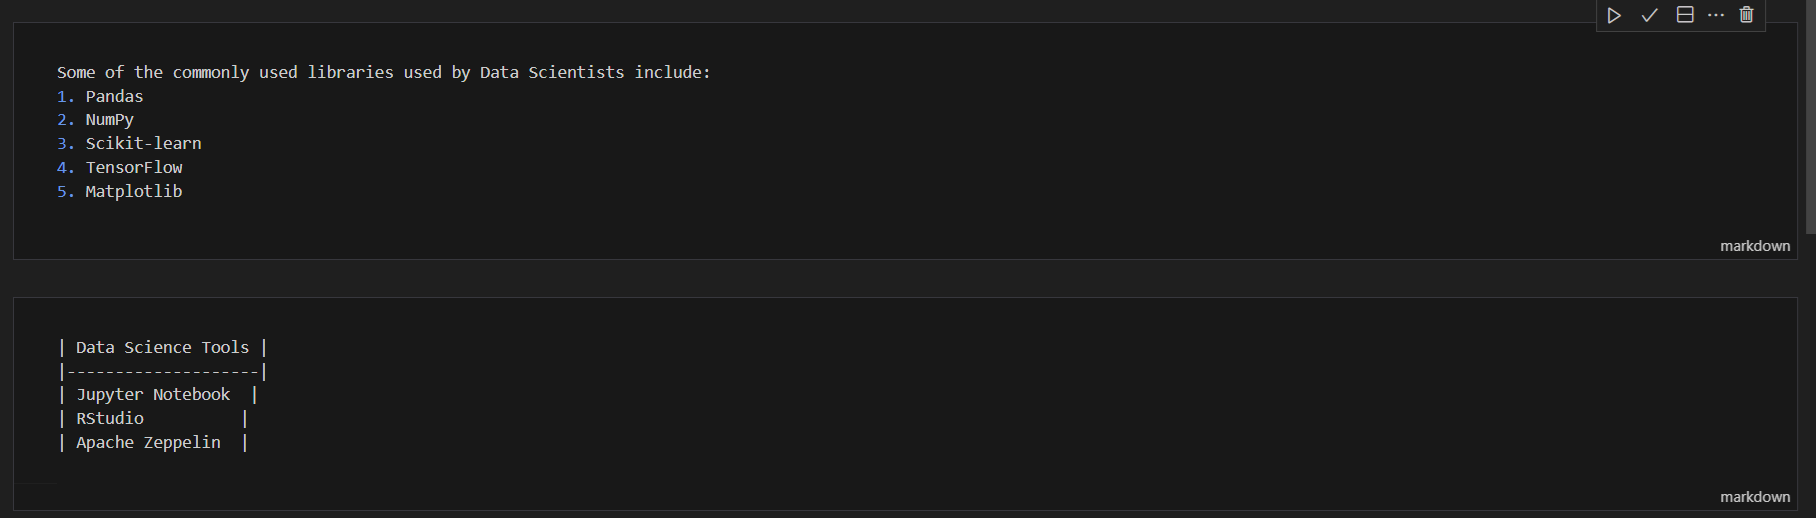 Some of the commonly used libraries used by Data Scientists include:
1. Pandas
2. NumPy
3. Scikit-learn
4. TensorFlow
5. Matplotlib
markdown
| Data Science Tools |
|--------------------|
| Jupyter Notebook  |
| RStudio          |
| Apache Zeppelin  |
markdown